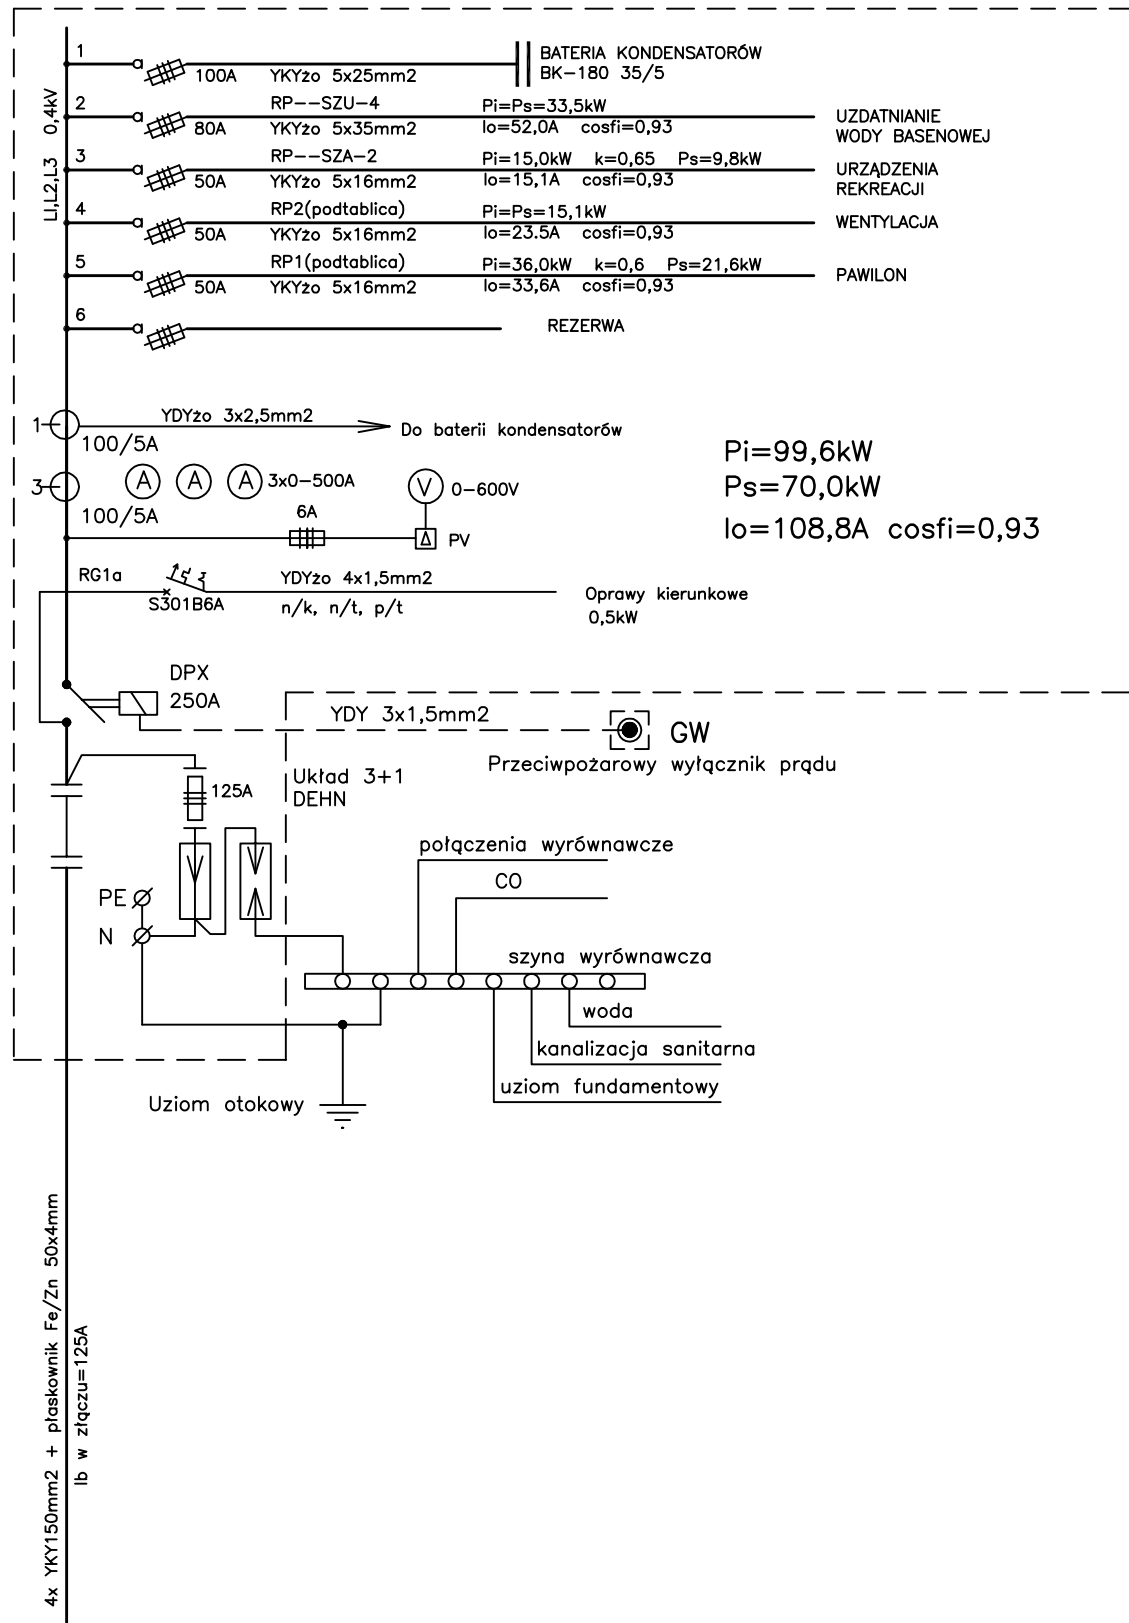 1
100A
YKYżo 5x25mm2
BATERIA KONDENSATORÓW
BK-180 35/5
L1,L2,L3 0,4kV
2
80A
RP--SZU-4
YKYżo 5x35mm2
Pi=Ps=33,5kW
Io=52,0A cosfi=0,93
UZDATNIANIE
WODY BASENOWEJ
3
50A
RP--SZA-2
YKYżo 5x16mm2
Pi=15,0kW k=0,65 Ps=9,8kW
Io=15,1A cosfi=0,93
URZĄDZENIA
REKREACJI
4
50A
RP2(podtablica)
YKYżo 5x16mm2
Pi=Ps=15,1kW
Io=23.5A cosfi=0,93
WENTYLACJA
5
50A
RP1(podtablica)
YKYżo 5x16mm2
Pi=36,0kW k=0,6 Ps=21,6kW
Io=33,6A cosfi=0,93
PAWILON
6
REZERWA
1
100/5A
YDYżo 3x2,5mm2
Do baterii kondensatorów
3
100/5A
A A A 3x0-500A
V 0-600V
6A
PV
Pi=99,6kW
Ps=70,0kW
Io=108,8A cosfi=0,93
RG1a
S301B6A
YDYżo 4x1,5mm2
n/k, n/t, p/t
Oprawy kierunkowe
0,5kW
DPX
250A
YDY 3x1,5mm2
GW
Przeciwpożarowy wyłącznik prądu
125A
Układ 3+1
DEHN
połączenia wyrównawcze
CO
PE
N
szyna wyrównawcza
woda
kanalizacja sanitarna
uziom fundamentowy
Uziom otokowy
4x YKY150mm2 + płaskownik Fe/Zn 50x4mm
Ib w złączu=125A